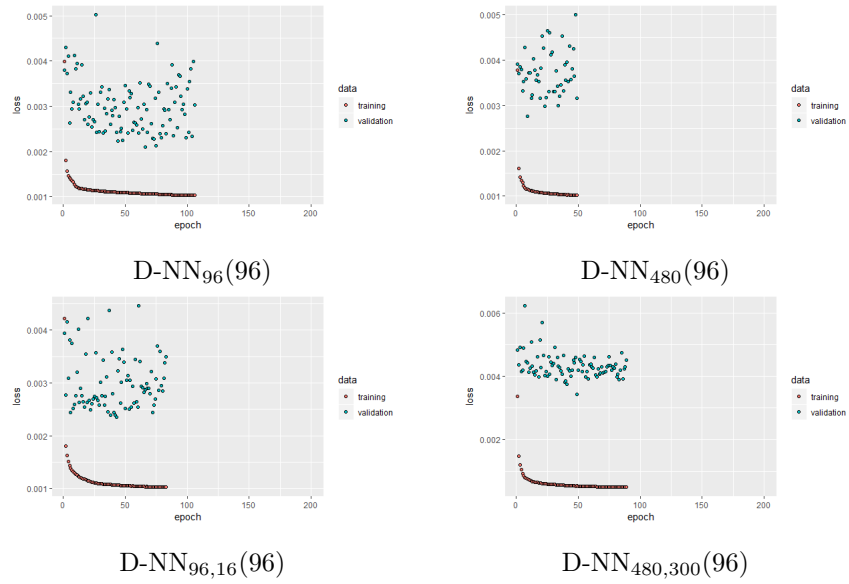 0.005
0.004
0.003
0.002
0.001
loss
0 50 100 150 200
epoch
data
training
validation
D-NN₉₆(96)
0.005
0.004
0.003
0.002
0.001
loss
0 50 100 150 200
epoch
data
training
validation
D-NN₄₈₀(96)
0.004
0.003
0.002
0.001
loss
0 50 100 150 200
epoch
data
training
validation
D-NN₉₆,₁₆(96)
0.006
0.004
0.002
loss
0 50 100 150 200
epoch
data
training
validation
D-NN₄₈₀,₃₀₀(96)